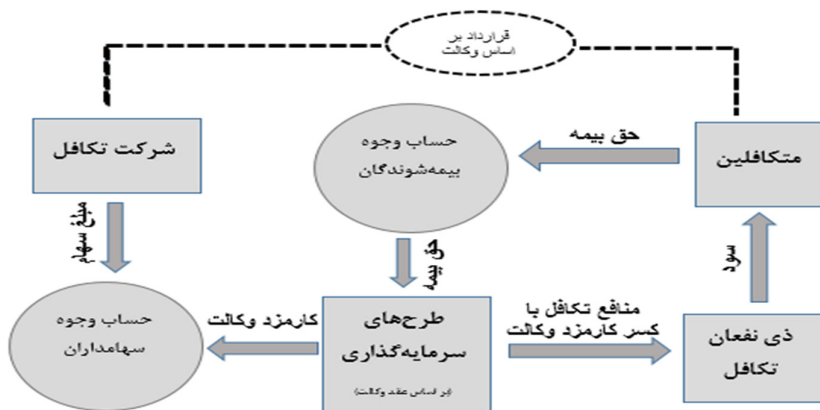 قرارداد بر
اساس وکالت
متکافلین
حق بیمه
حساب وجوه
بیمه‌شوندگان
شرکت تکافل
مبلغ سهام
حق بیمه
سود
حساب وجوه
سهامداران
کارمزد وکالت
طرح‌های
سرمایه‌گذاری
(بر اساس عقد وکالت)
منافع تکافل با
کسر کارمزد وکالت
ذی نفعان
تکافل